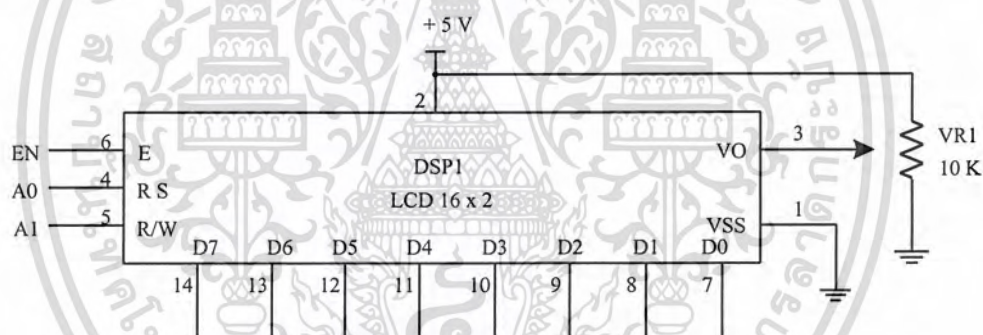 + 5 V
2
EN 6 E
A0 4 R S
A1 5 R/W
DSP1
LCD 16 x 2
VO 3
VSS 1
VR1
10 K
D7 D6 D5 D4 D3 D2 D1 D0
14 13 12 11 10 9 8 7